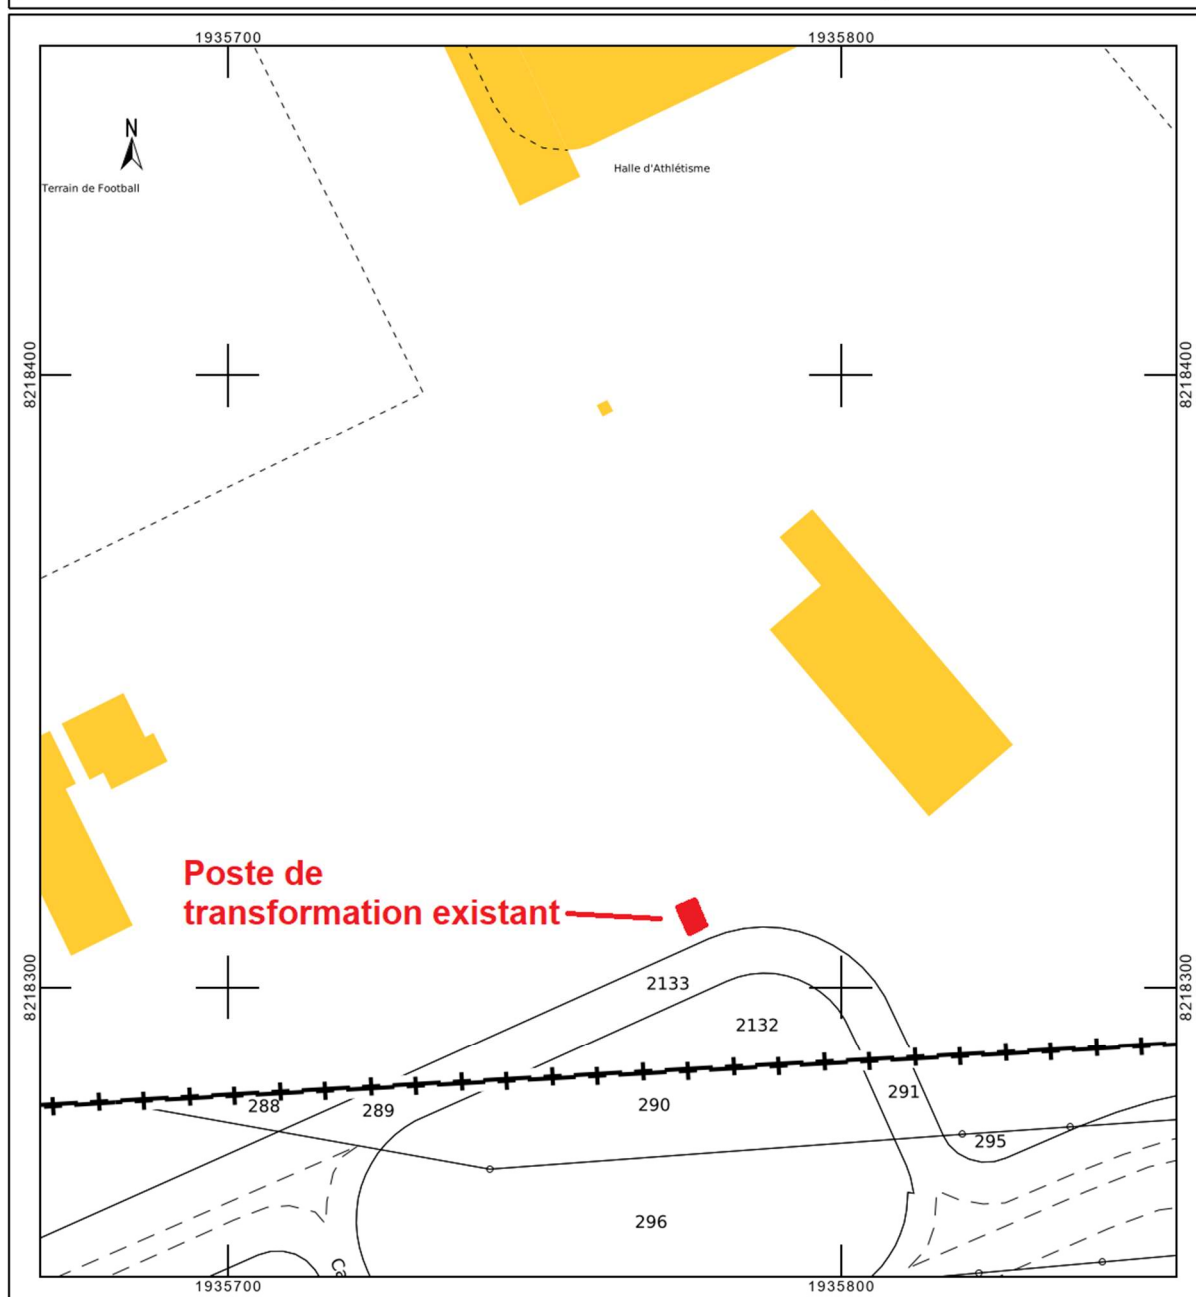 1935700
1935800
N
Terrain de Football
Halle d'Athlétisme
8218400
8218400
Poste de
transformation existant
8218300
8218300
2133
2132
288
289
290
291
295
296
Ca
1935700
1935800